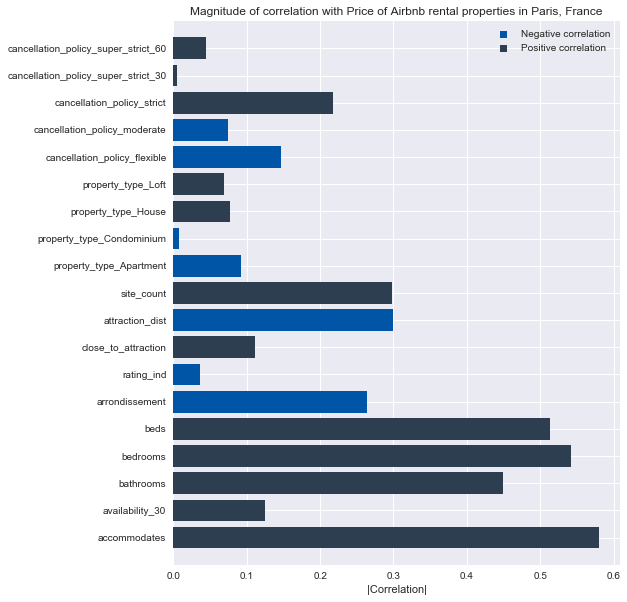 Magnitude of correlation with Price of Airbnb rental properties in Paris, France
Negative correlation
Positive correlation
cancellation_policy_super_strict_60
cancellation_policy_super_strict_30
cancellation_policy_strict
cancellation_policy_moderate
cancellation_policy_flexible
property_type_Loft
property_type_House
property_type_Condominium
property_type_Apartment
site_count
attraction_dist
close_to_attraction
rating_ind
arrondissement
beds
bedrooms
bathrooms
availability_30
accommodates
0.0 0.1 0.2 0.3 0.4 0.5 0.6
|Correlation|